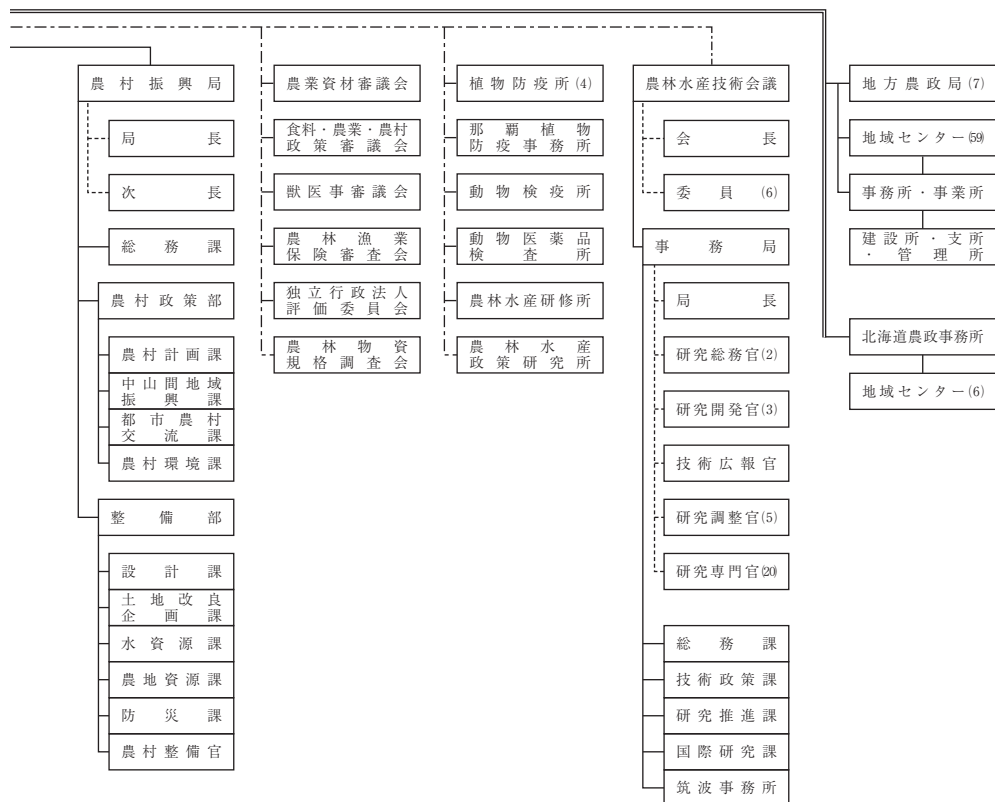 農村振興局
局長
次長
総務課
農村政策部
農村計画課
中山間地域
振興課
都市農村
交流課
農村環境課
整備部
設計課
土地改良
企画課
水資源課
農地資源課
防災課
農村整備官
農業資材審議会
食料・農業・農村
政策審議会
獣医事審議会
農林漁業
保険審査会
独立行政法人
評価委員会
農林物資
規格調査会
植物防疫所(4)
那覇植物
防疫事務所
動物検疫所
動物医薬品
検査所
農林水産研修所
農林水産
政策研究所
農林水産技術会議
会長
委員(6)
事務局
局長
研究総務官(2)
研究開発官(3)
技術広報官
研究調整官(5)
研究専門官(20)
総務課
技術政策課
研究推進課
国際研究課
筑波事務所
地方農政局(7)
地域センター(59)
事務所・事業所
建設所・支所
・管理所
北海道農政事務所
地域センター(6)